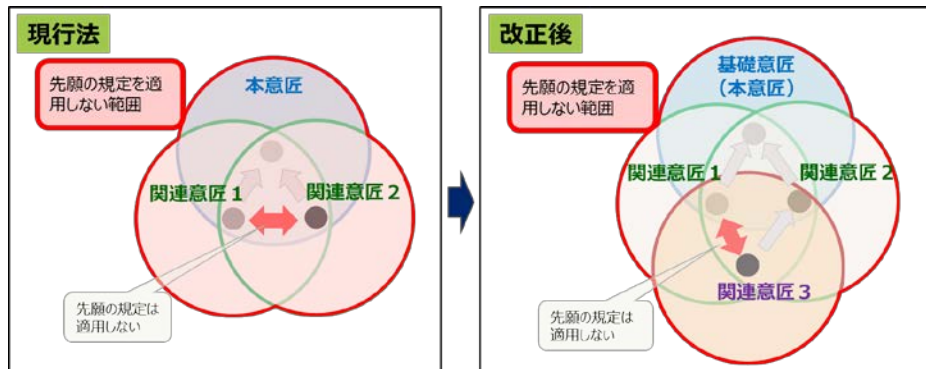 現行法
先願の規定を適
用しない範囲
本意匠
関連意匠1
関連意匠2
先願の規定は
適用しない
改正後
先願の規定を適
用しない範囲
基礎意匠
(本意匠)
関連意匠1
関連意匠2
関連意匠3
先願の規定は
適用しない